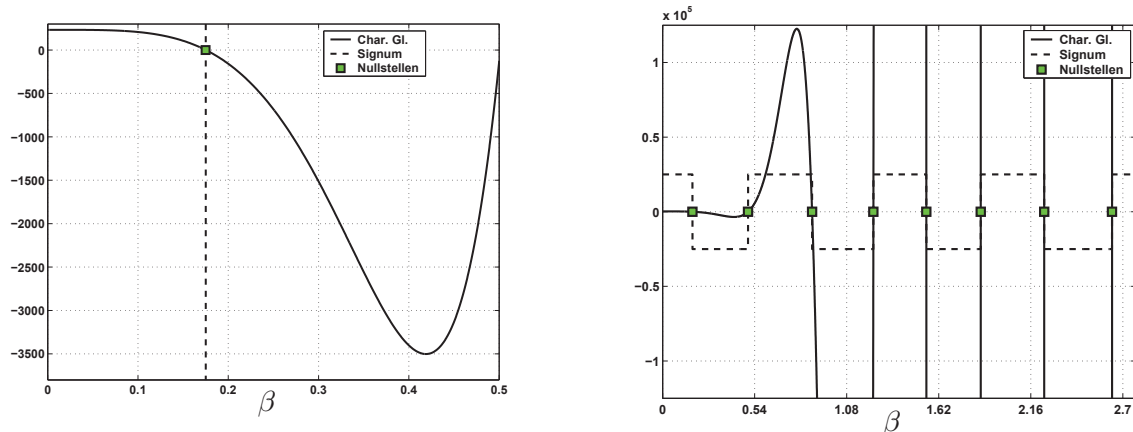 0
−500
−1000
−1500
−2000
−2500
−3000
−3500
0 0.1 0.2 0.3 0.4 0.5
β
Char. Gl.
Signum
Nullstellen
x 10⁵
1
0.5
0
−0.5
−1
0 0.54 1.08 1.62 2.16 2.7
β
Char. Gl.
Signum
Nullstellen